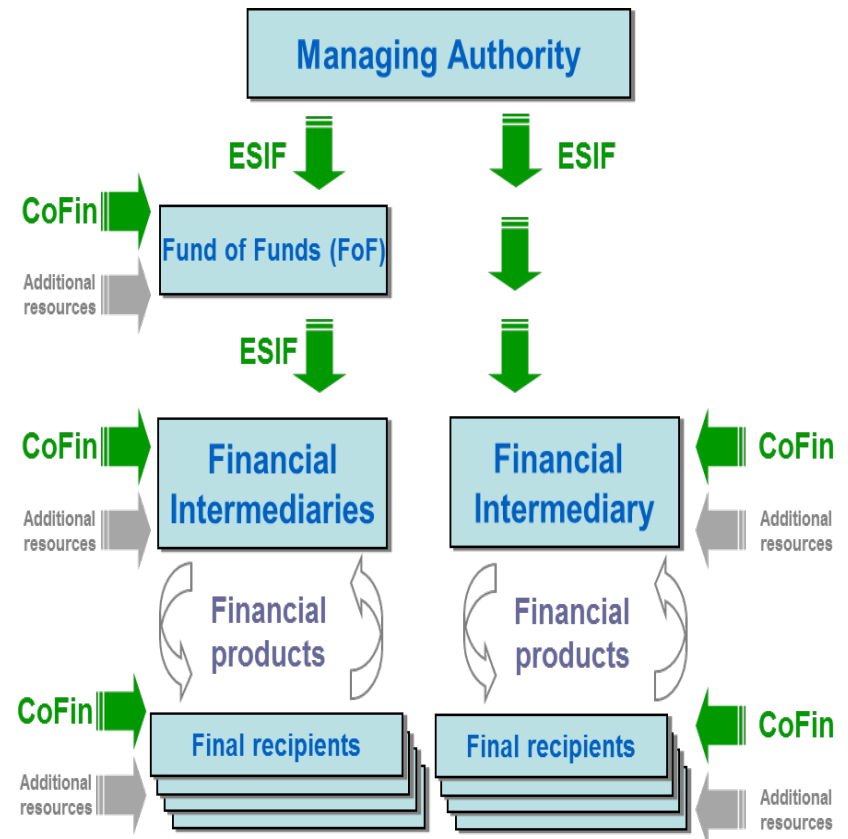 Managing Authority
ESIF
ESIF
CoFin
Fund of Funds (FoF)
Additional
resources
ESIF
CoFin
Financial
Intermediaries
Additional
resources
Financial
Intermediary
CoFin
Additional
resources
Financial
products
Financial
products
CoFin
Final recipients
Additional
resources
Final recipients
CoFin
Additional
resources